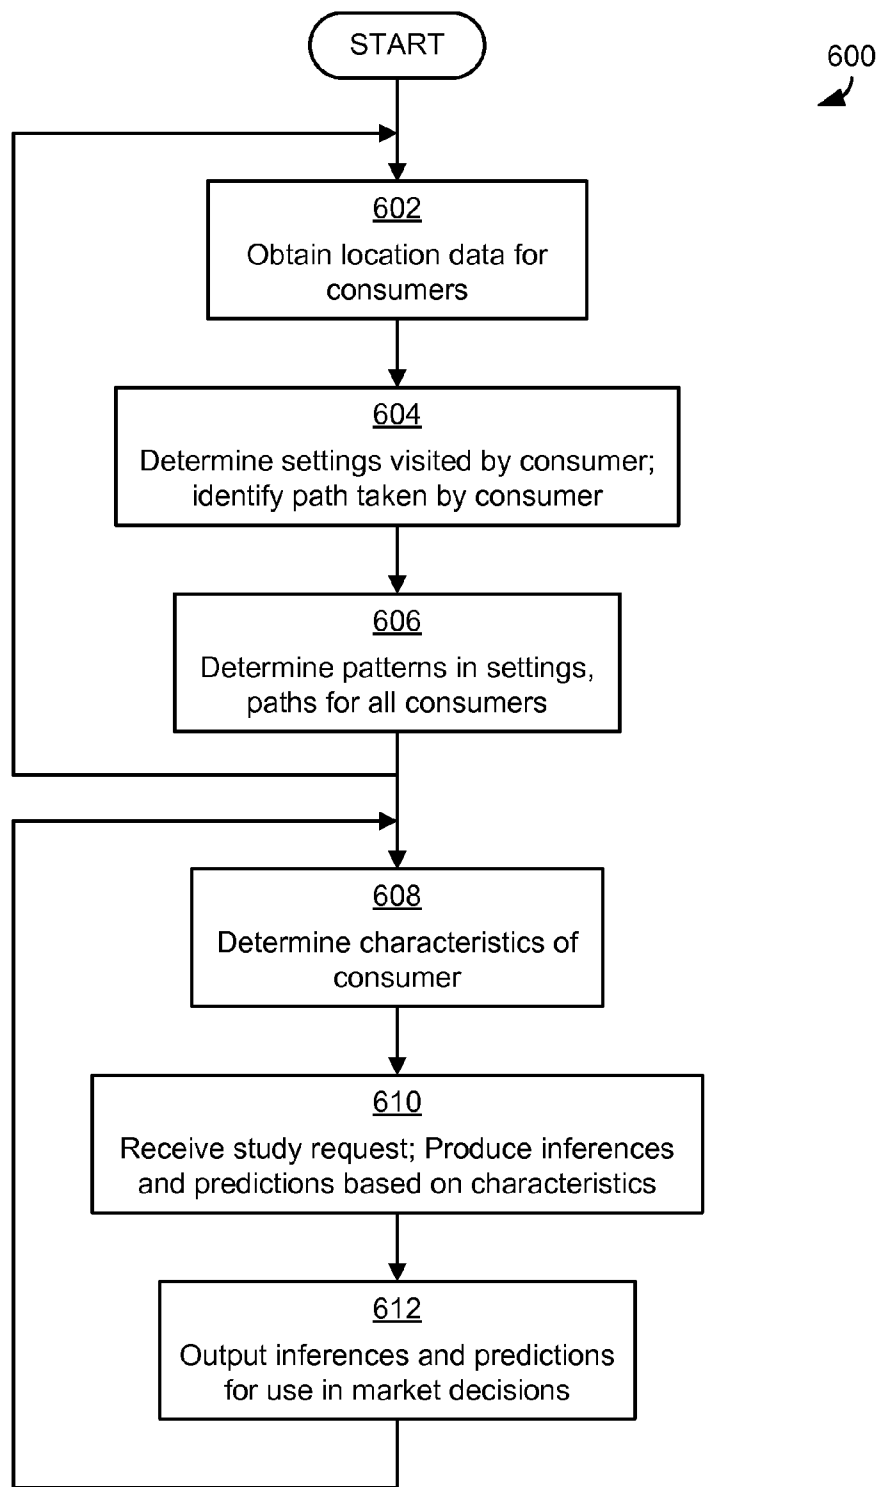 START
600
602
Obtain location data for
consumers
604
Determine settings visited by consumer;
identify path taken by consumer
606
Determine patterns in settings,
paths for all consumers
608
Determine characteristics of
consumer
610
Receive study request; Produce inferences
and predictions based on characteristics
612
Output inferences and predictions
for use in market decisions